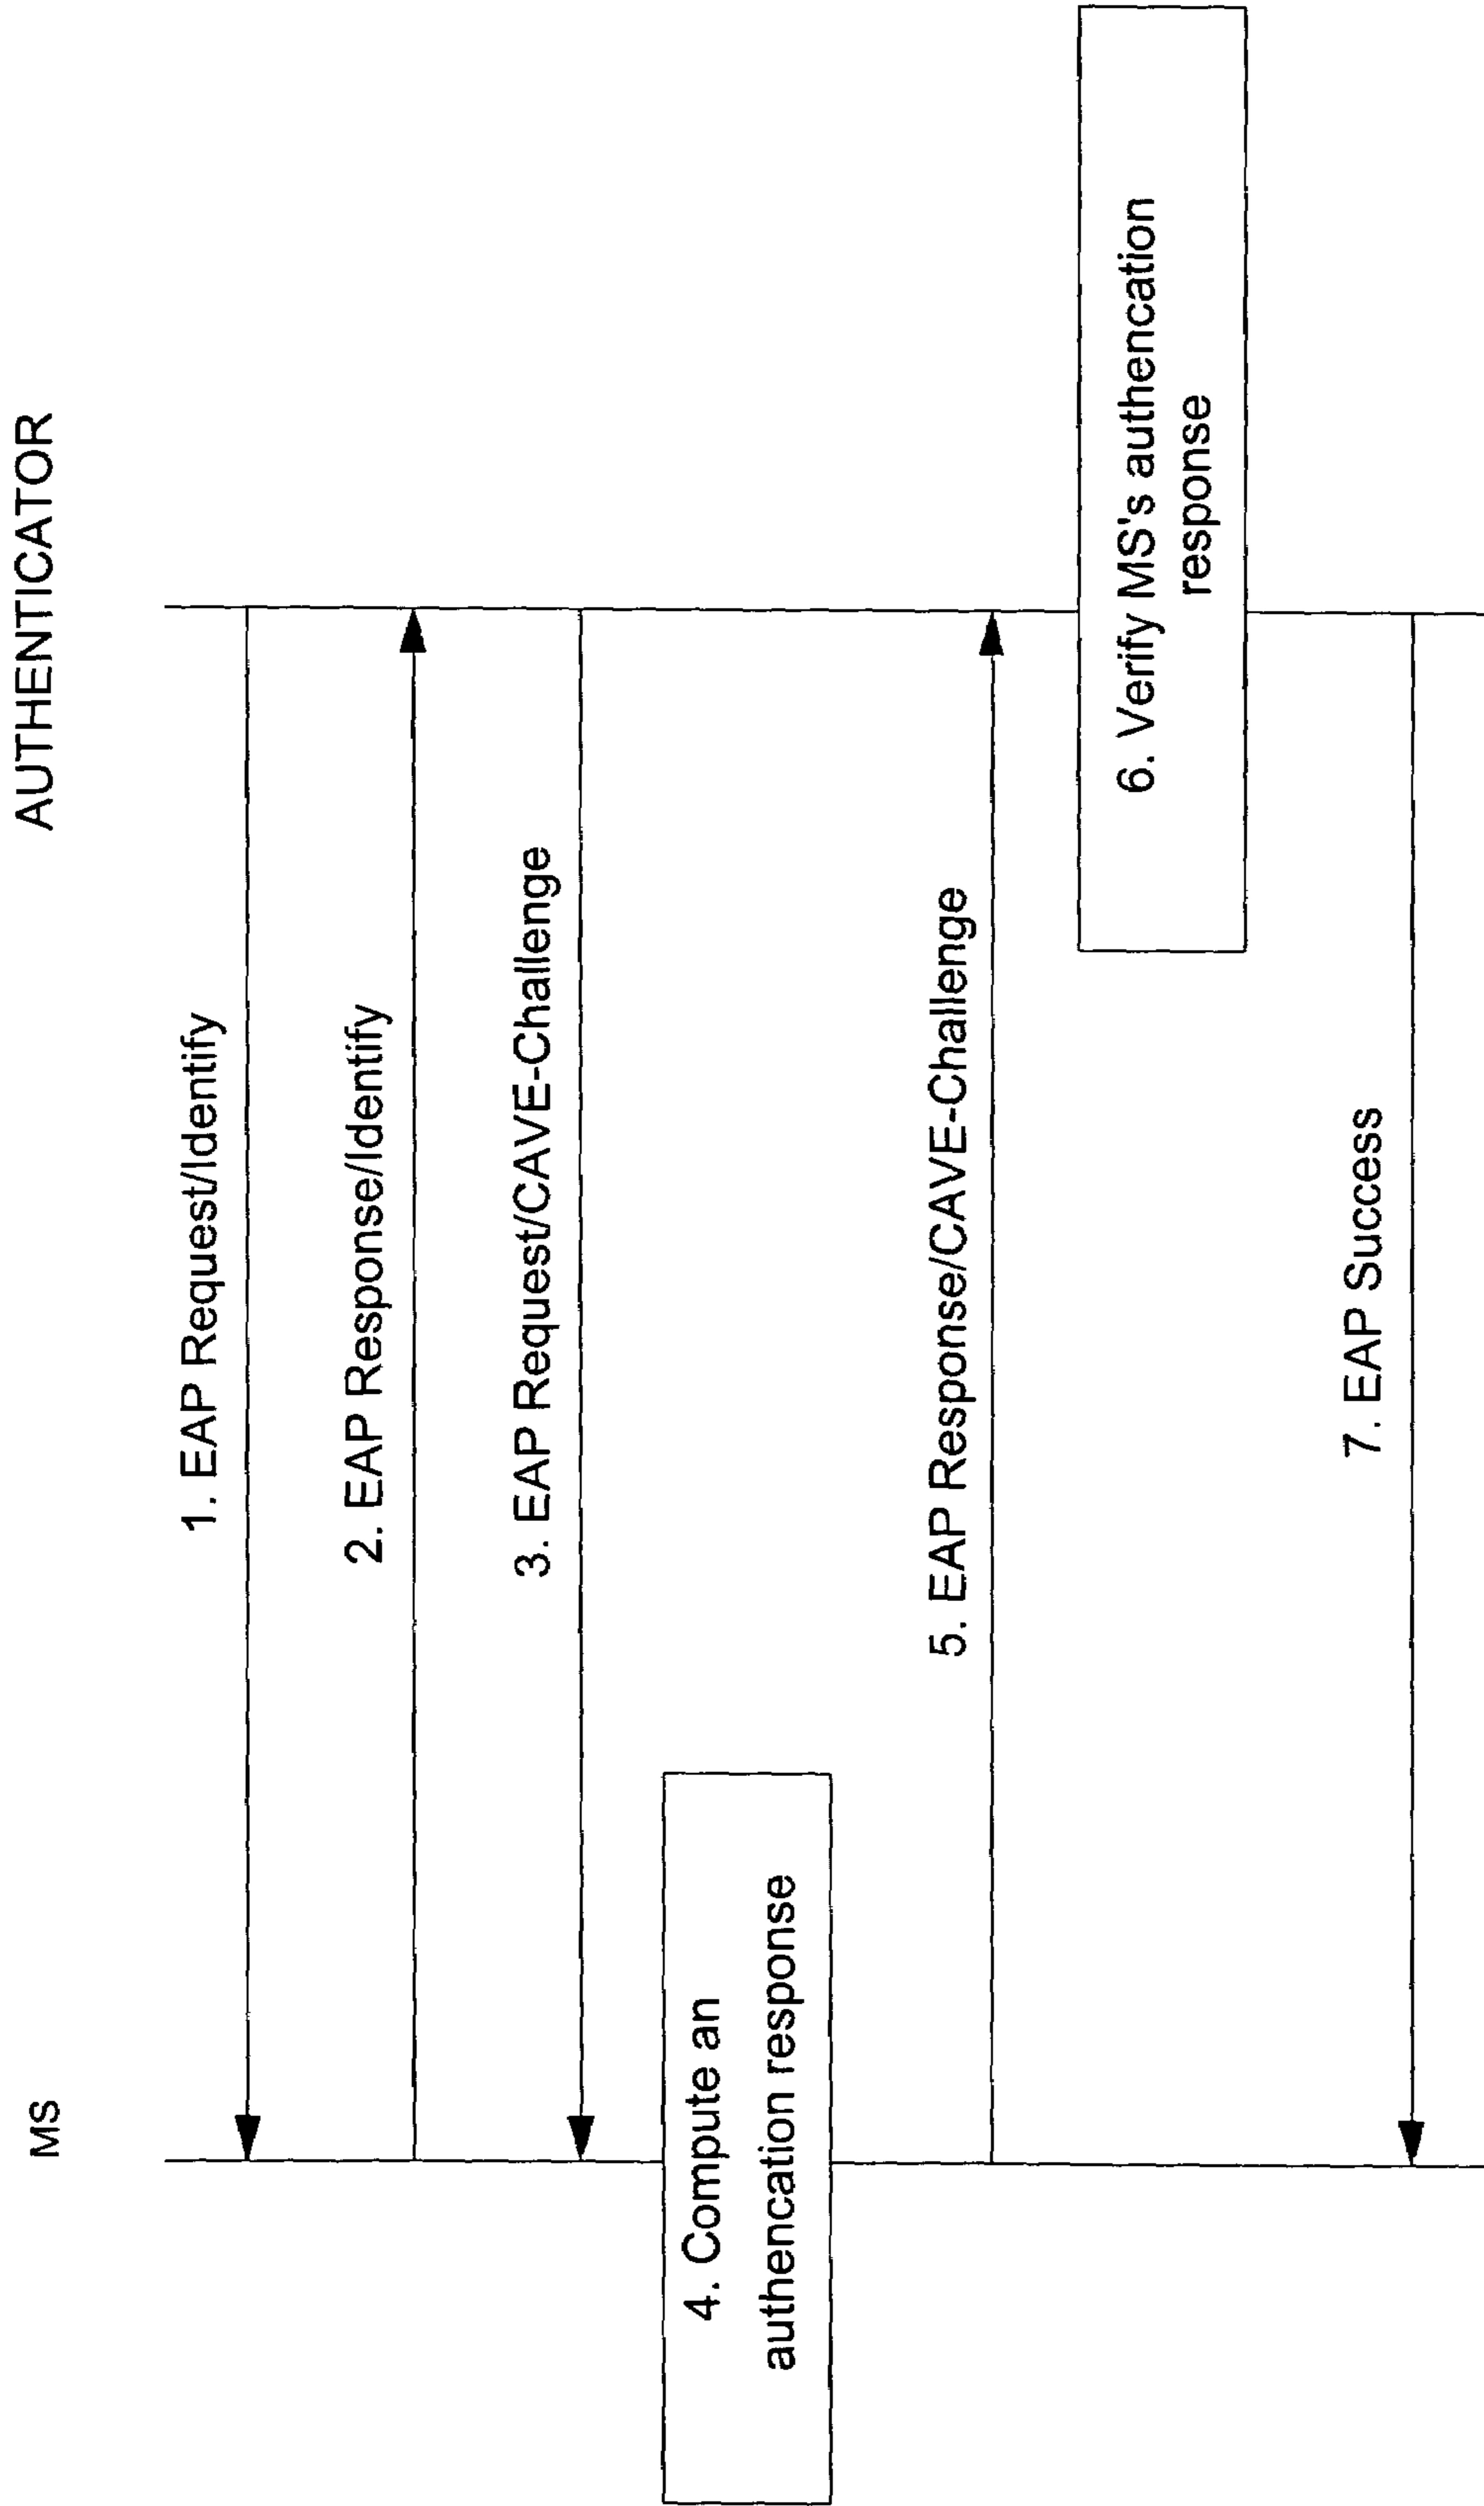 MS
AUTHENTICATOR
1. EAP Request/Identify
2. EAP Response/Identify
3. EAP Request/CAVE-Challenge
4. Compute an
authencation response
5. EAP Response/CAVE-Challenge
6. Verify MS's authencation
response
7. EAP Success